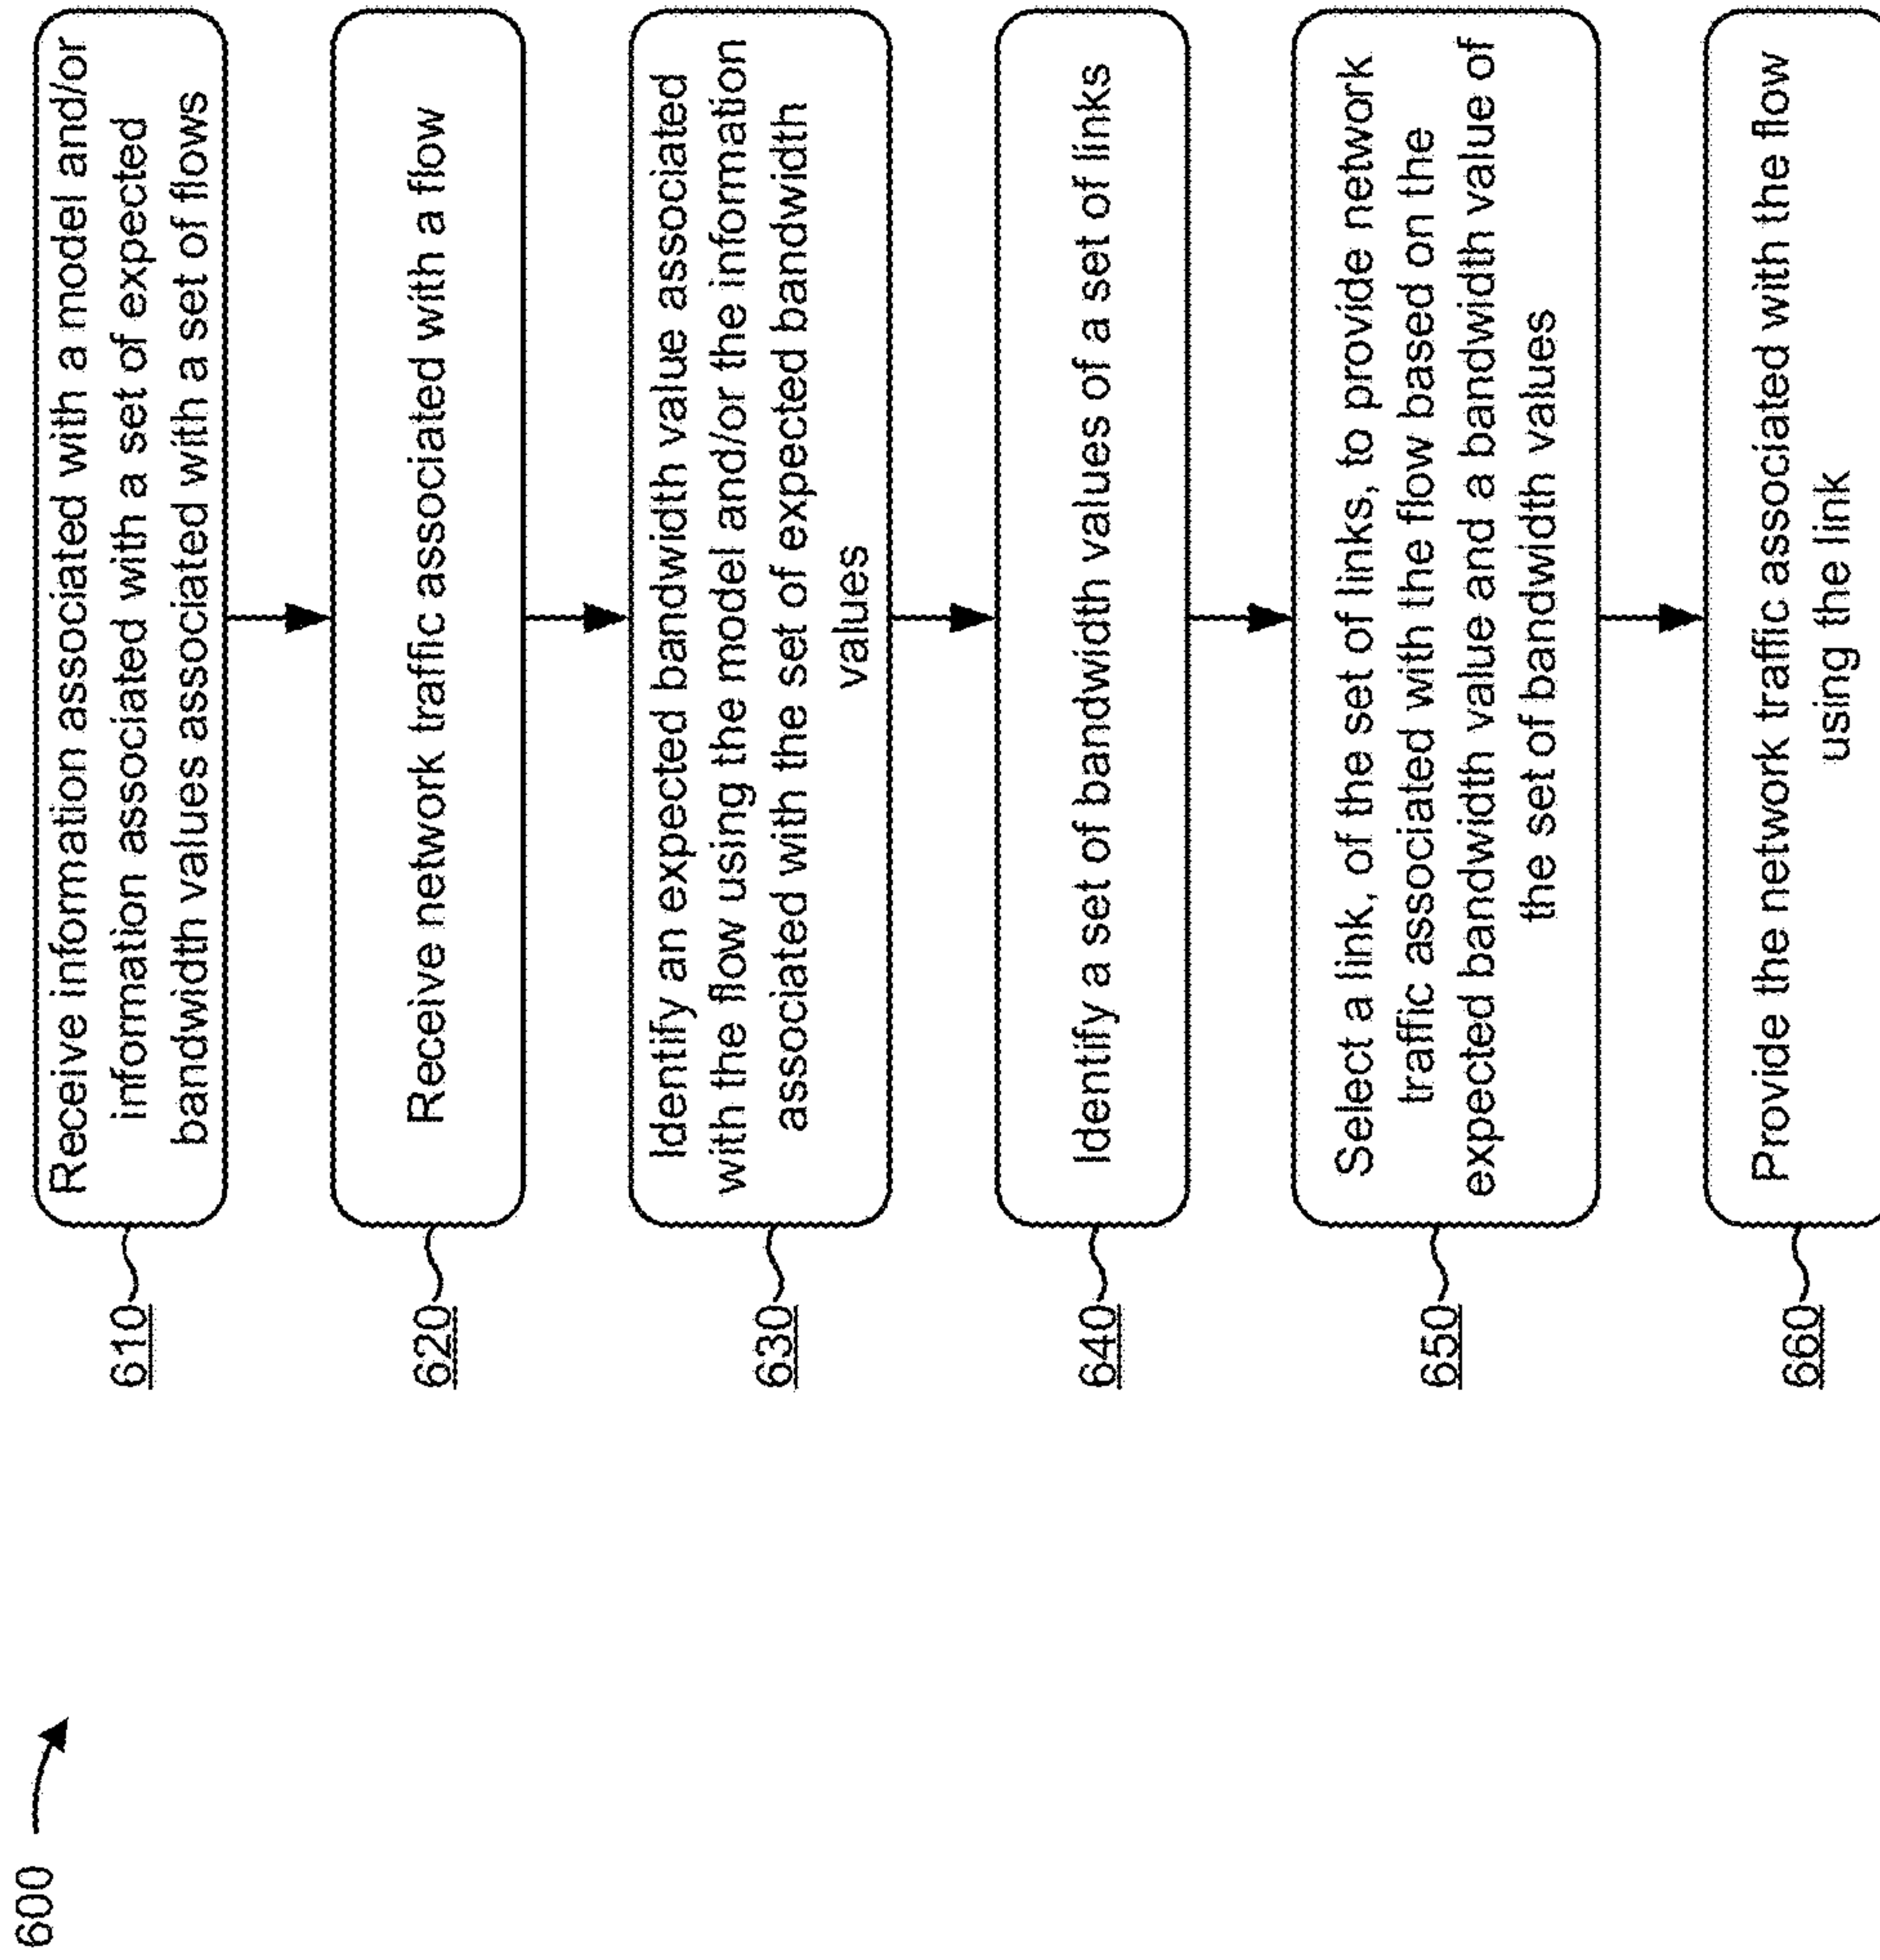 600
610
Receive information associated with a model and/or
information associated with a set of expected
bandwidth values associated with a set of flows
620
Receive network traffic associated with a flow
630
Identify an expected bandwidth value associated
with the flow using the model and/or the information
associated with the set of expected bandwidth
values
640
Identify a set of bandwidth values of a set of links
650
Select a link, of the set of links, to provide network
traffic associated with the flow based on the
expected bandwidth value and a bandwidth value of
the set of bandwidth values
660
Provide the network traffic associated with the flow
using the link